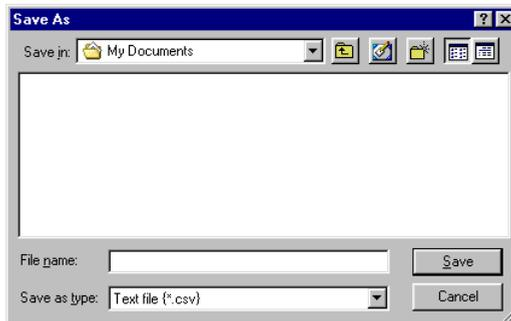 Save As
Save in: My Documents
File name:
Save
Save as type: Text file {*.csv}
Cancel